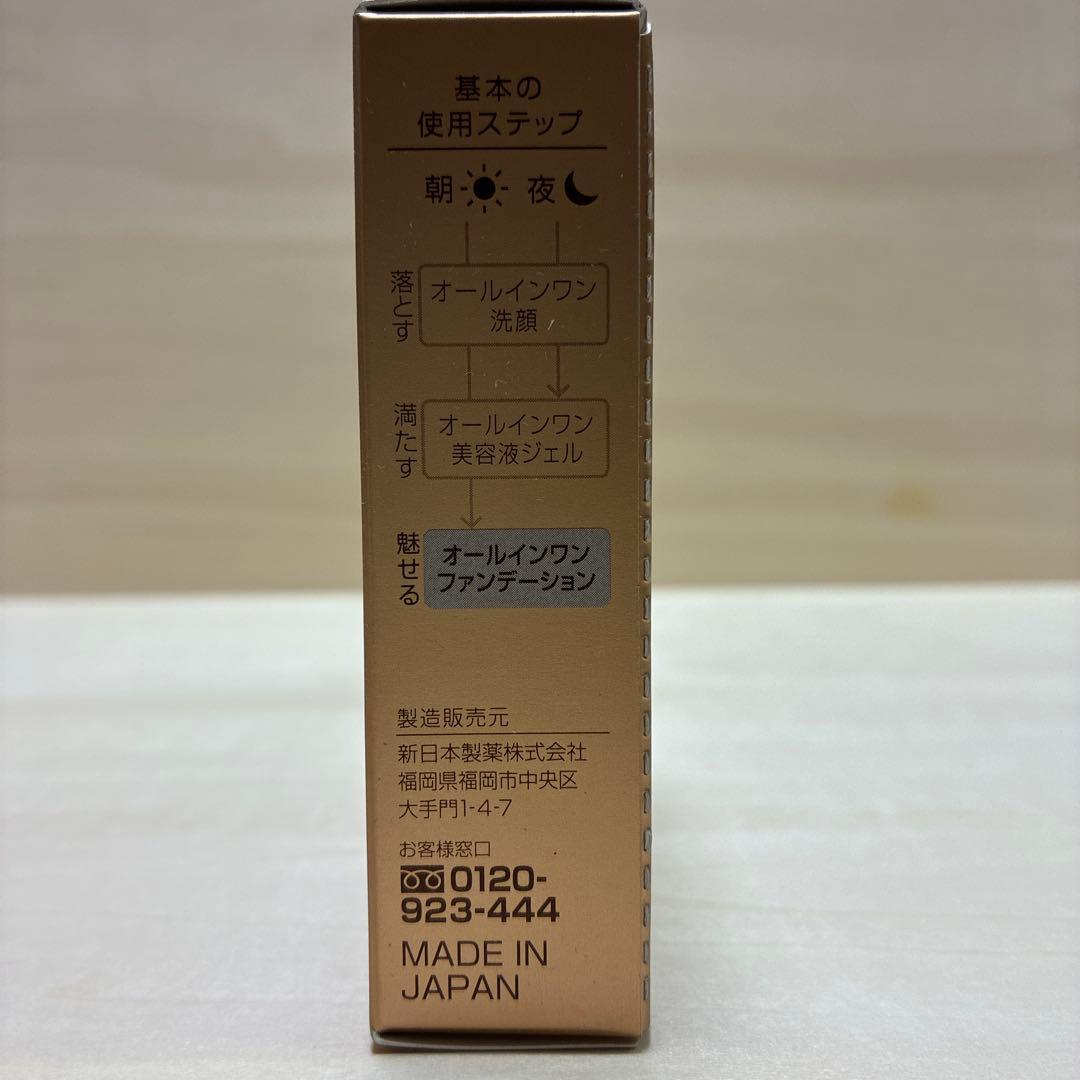 基本の
使用ステップ
朝 夜
落とす
オールインワン
洗顔
満たす
オールインワン
美容液ジェル
魅せる
オールインワン
ファンデーション
製造販売元
新日本製薬株式会社
福岡県福岡市中央区
大手門1-4-7
お客様窓口
0120-
923-444
MADE IN
JAPAN